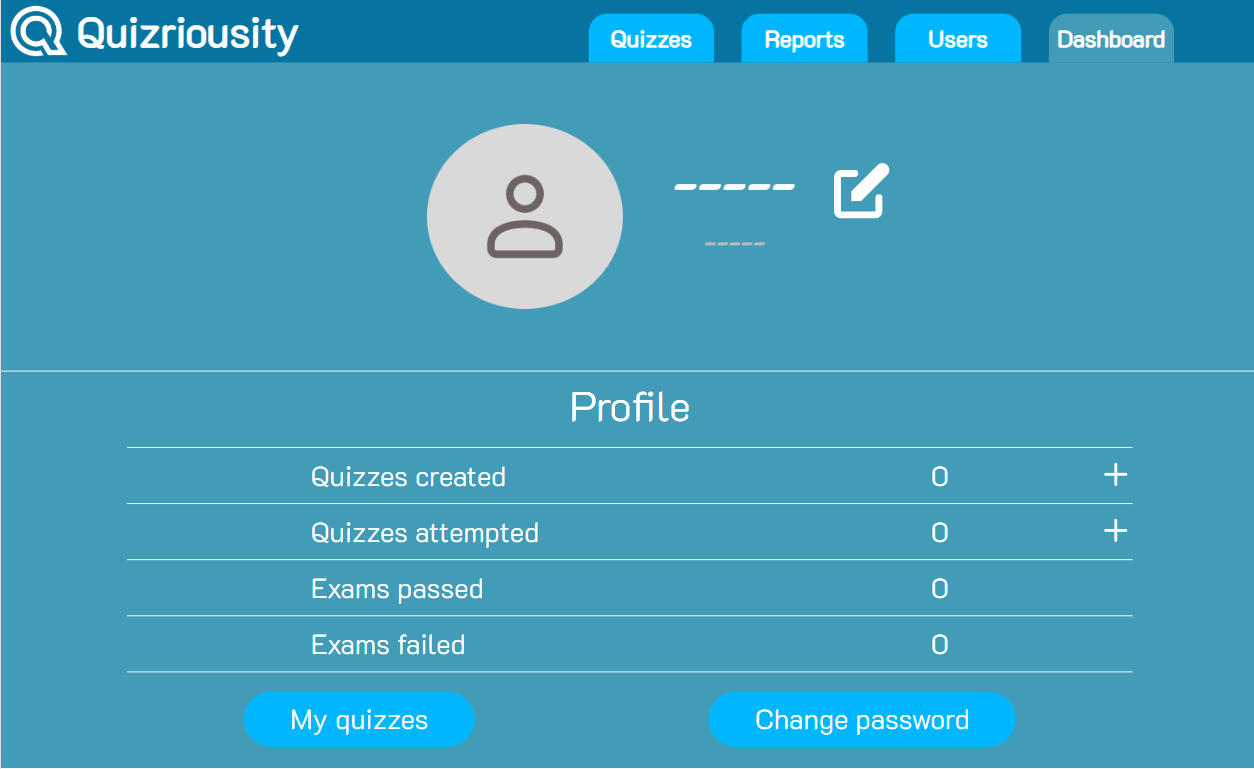 Quizriousity
Quizzes Reports Users Dashboard
-----
-----
Profile
Quizzes created 0 +
Quizzes attempted 0 +
Exams passed 0
Exams failed 0
My quizzes Change password